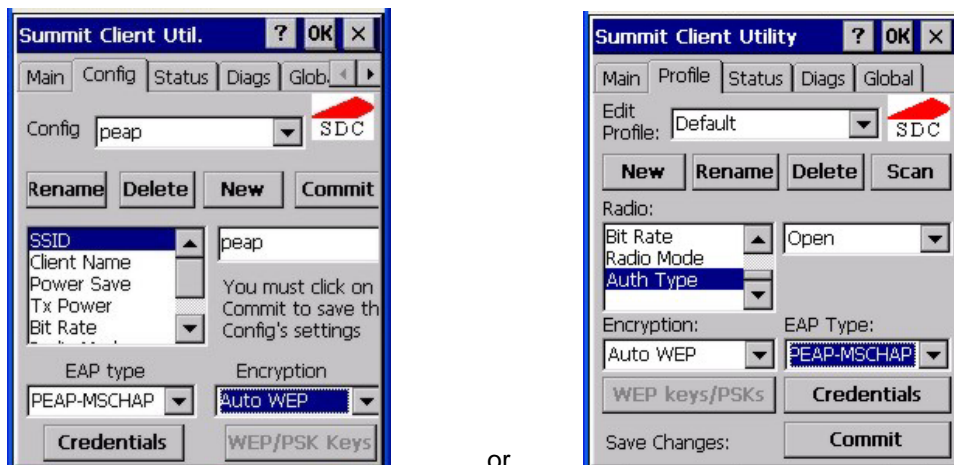 Summit Client Util. ? OK ×
Main Config Status Diags Glob.
Config peap SDC
Rename Delete New Commit
SSID
Client Name
Power Save
Tx Power
Bit Rate
peap
You must click on
Commit to save th
Config's settings
EAP type Encryption
PEAP-MSCHAP Auto WEP
Credentials WEP/PSK Keys
or
Summit Client Utility ? OK ×
Main Profile Status Diags Global
Edit
Profile: Default SDC
New Rename Delete Scan
Radio:
Bit Rate
Radio Mode
Auth Type
Open
Encryption: EAP Type:
Auto WEP PEAP-MSCHAP
WEP keys/PSKs Credentials
Save Changes: Commit